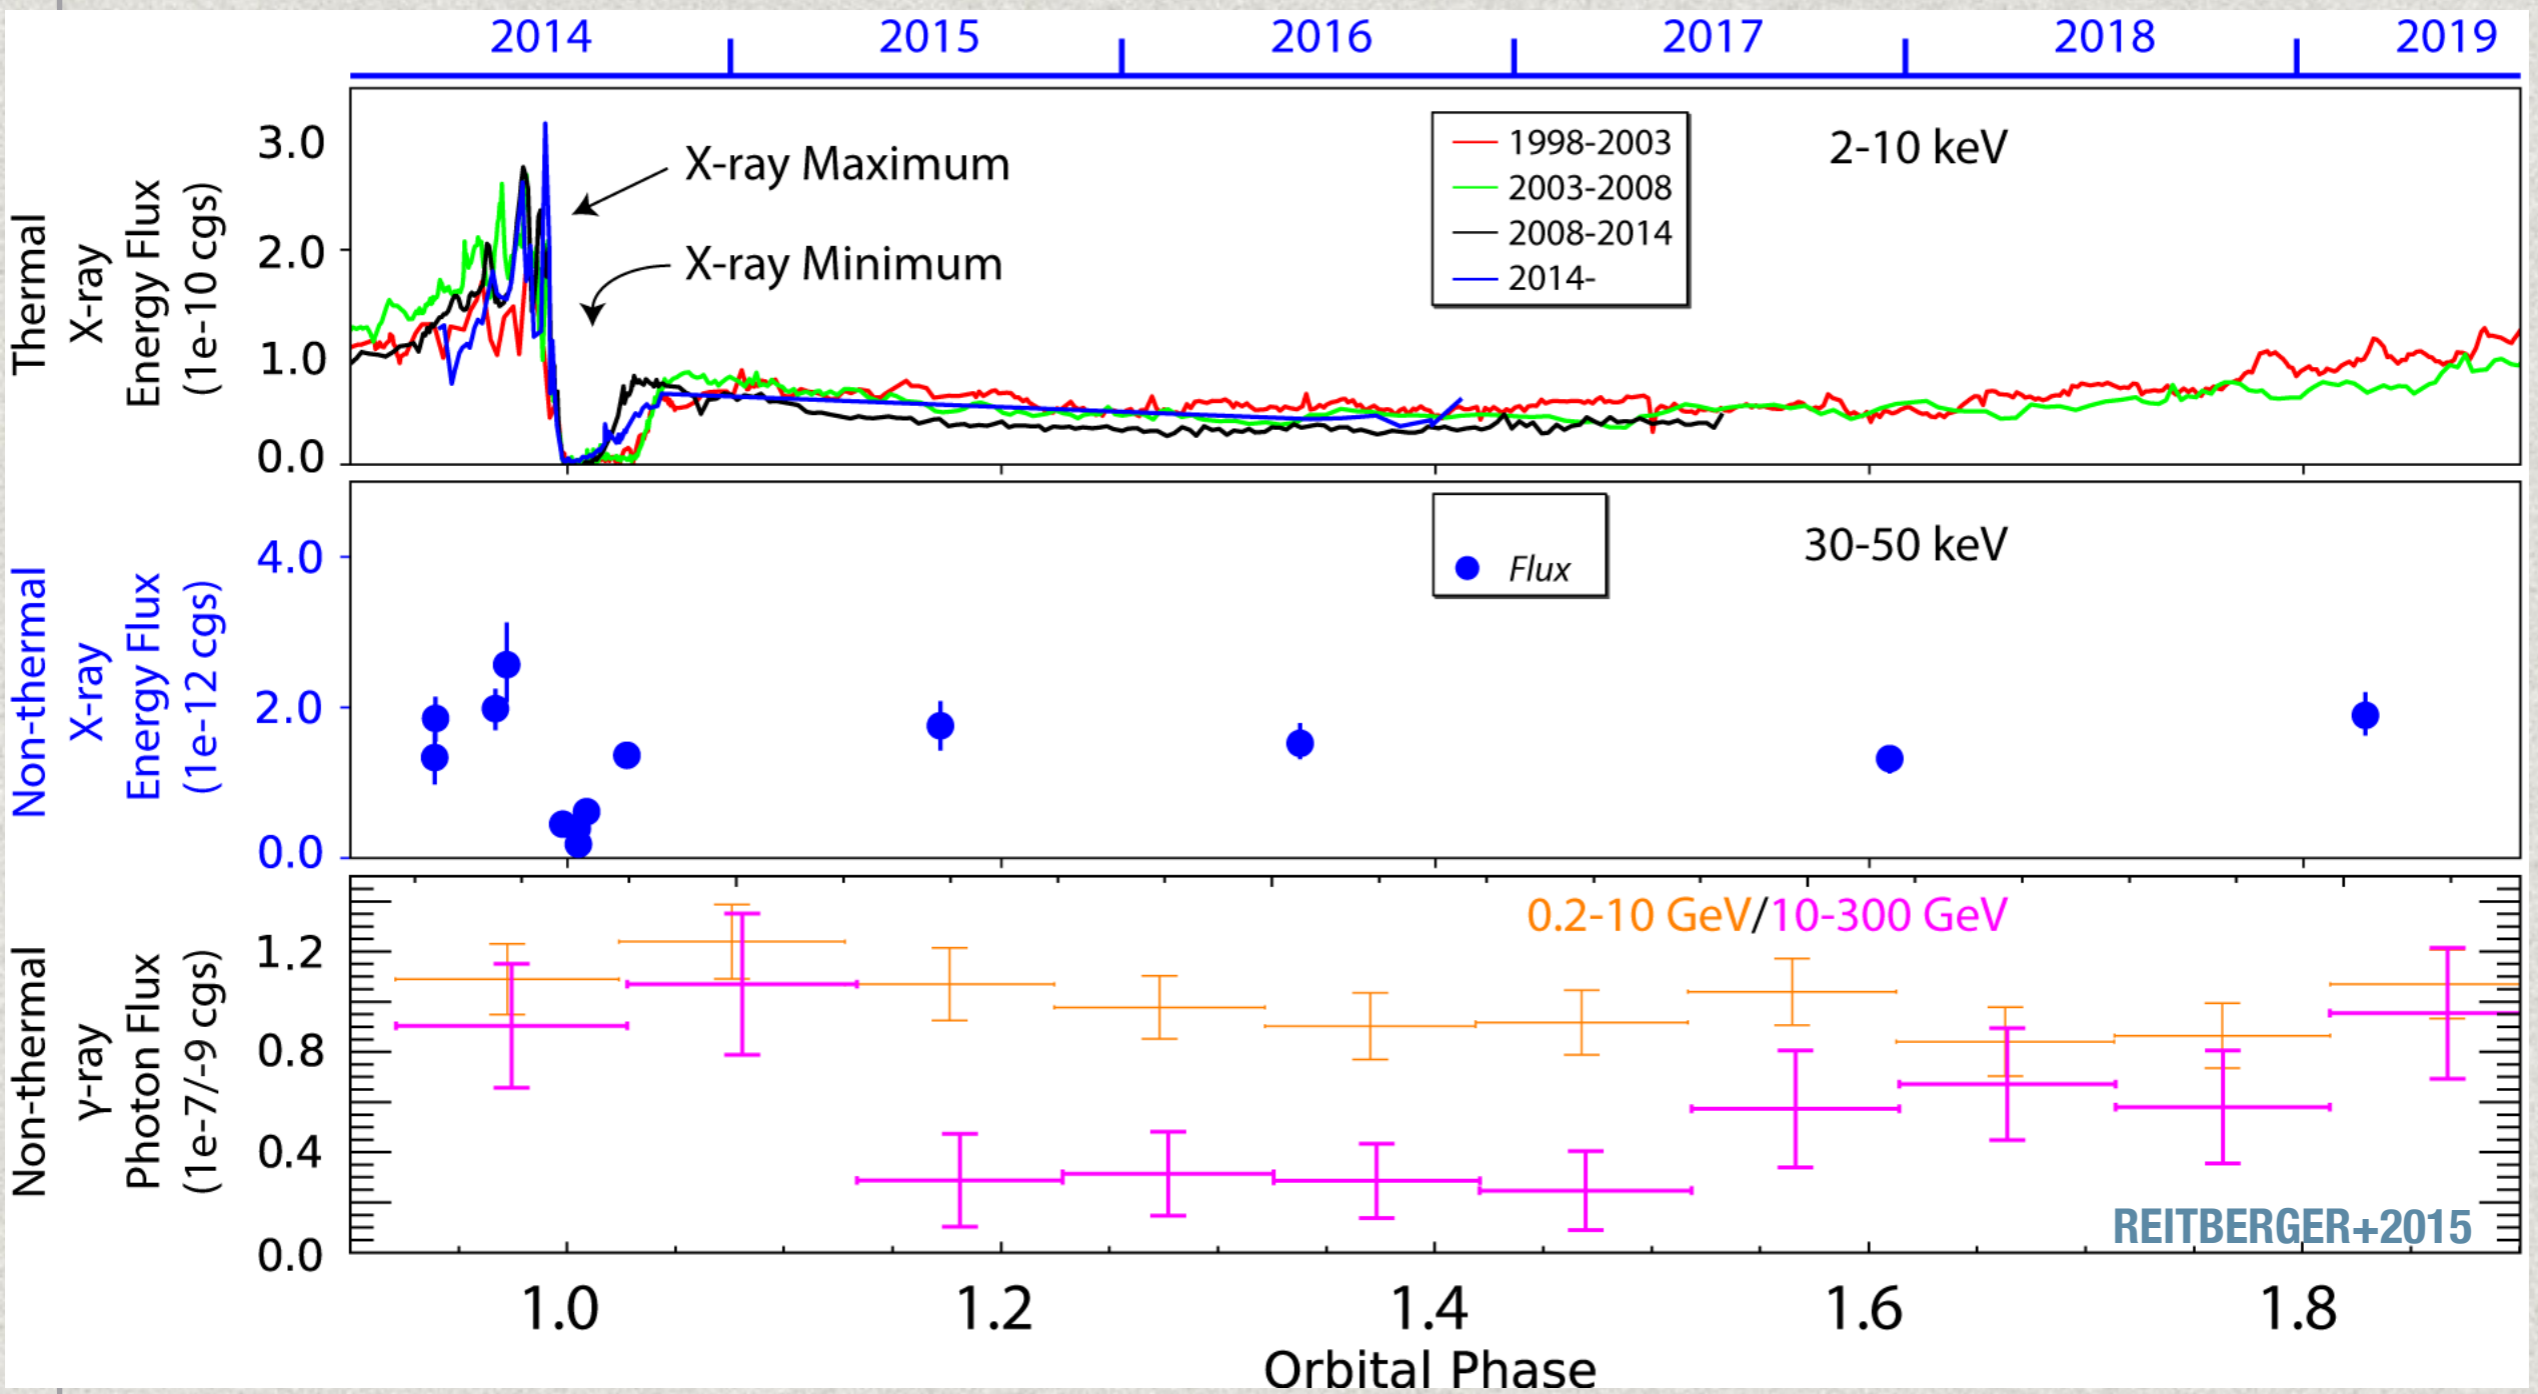 2014 2015 2016 2017 2018 2019
Thermal
X-ray
Energy Flux
(1e-10 cgs)
3.0
2.0
1.0
0.0
X-ray Maximum
X-ray Minimum
1998-2003
2003-2008
2008-2014
2014-
2-10 keV
Non-thermal
X-ray
Energy Flux
(1e-12 cgs)
4.0
2.0
0.0
Flux
30-50 keV
Non-thermal
γ-ray
Photon Flux
(1e-7/-9 cgs)
1.2
0.8
0.4
0.0
0.2-10 GeV/10-300 GeV
REITBERGER+2015
1.0 1.2 1.4 1.6 1.8
Orbital Phase